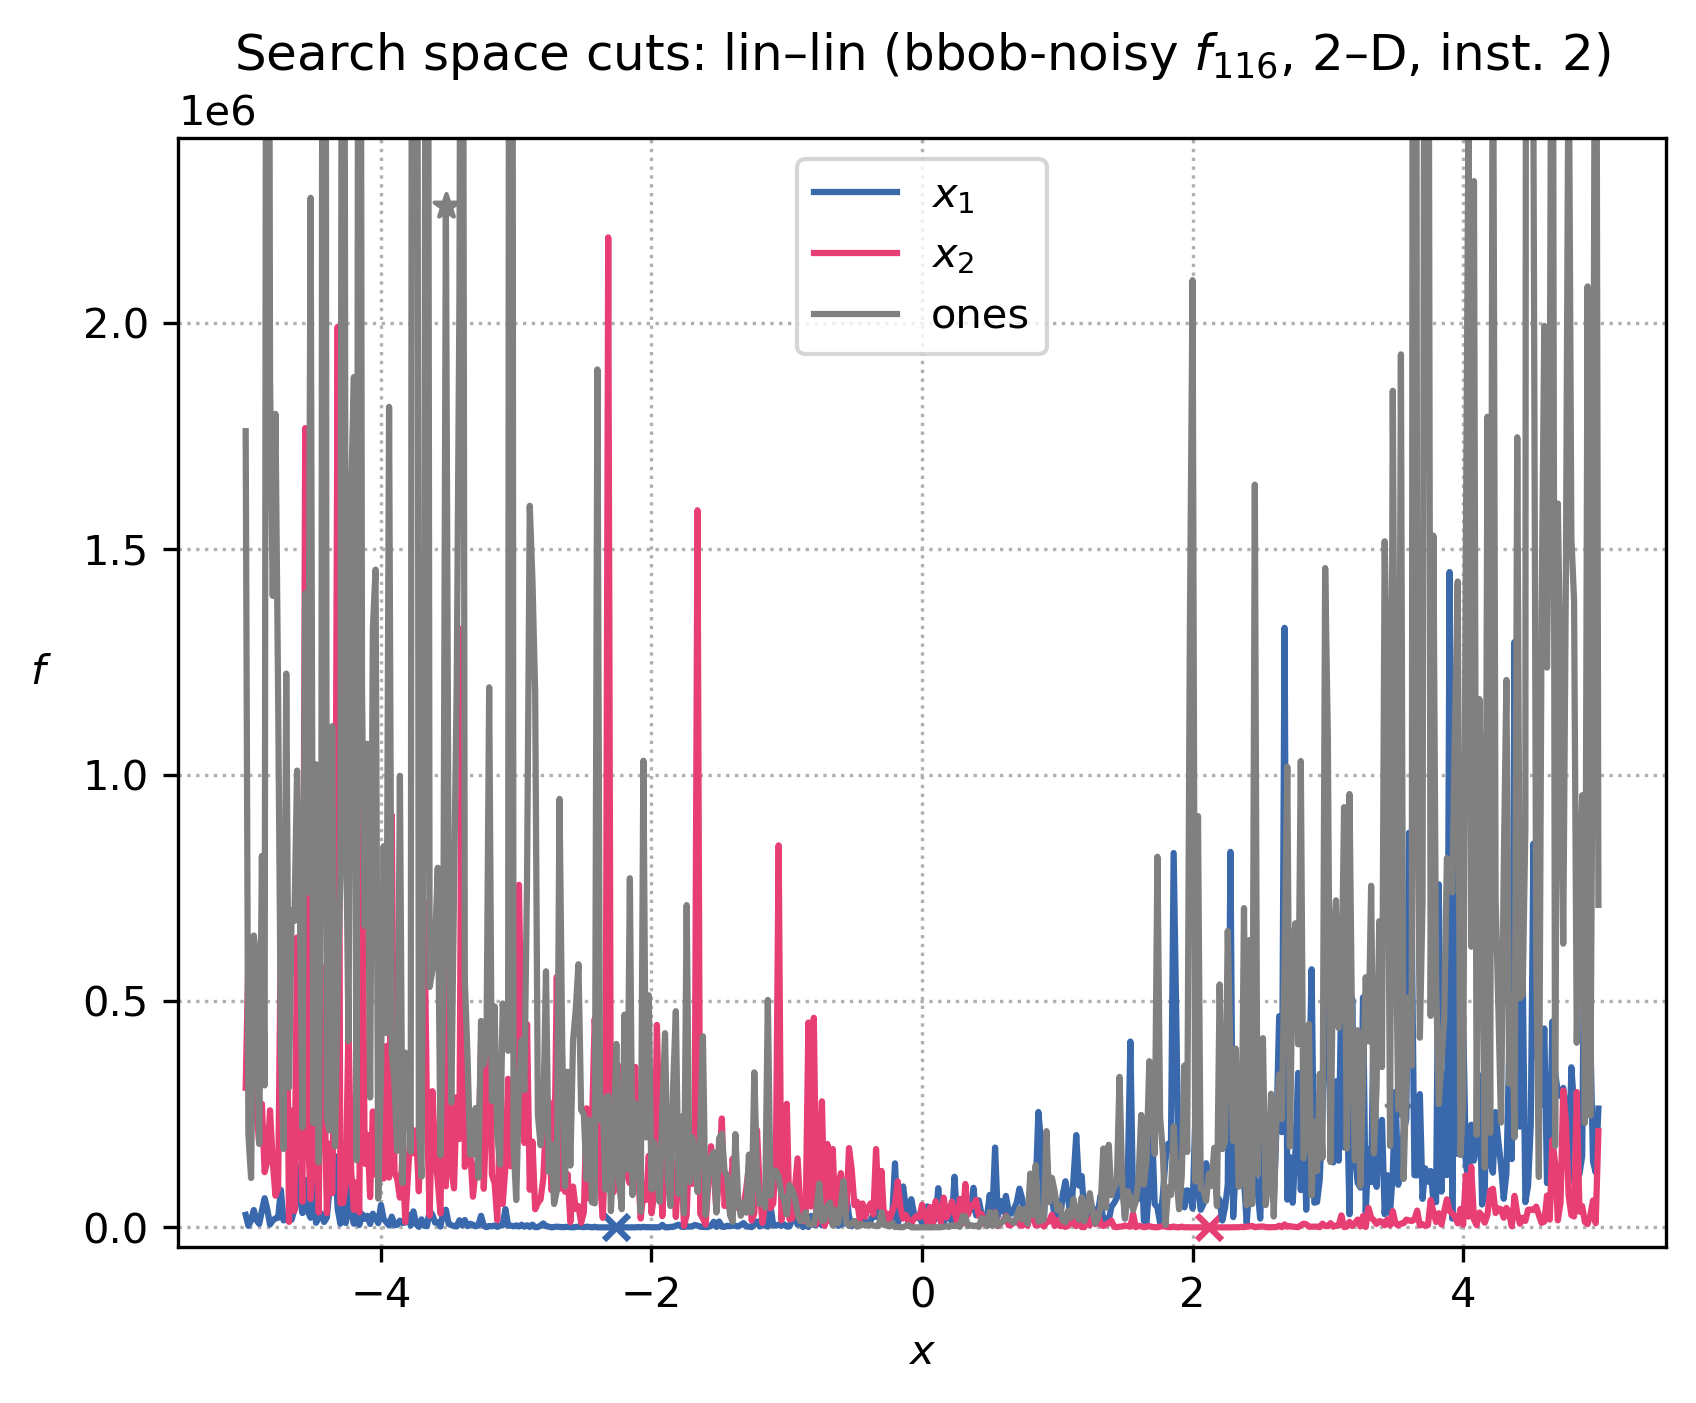 Search space cuts: lin–lin (bbob-noisy f₁₁₆, 2–D, inst. 2)
1e6
x₁
x₂
ones
2.0
1.5
1.0
0.5
0.0
f
−4
−2
0
2
4
x